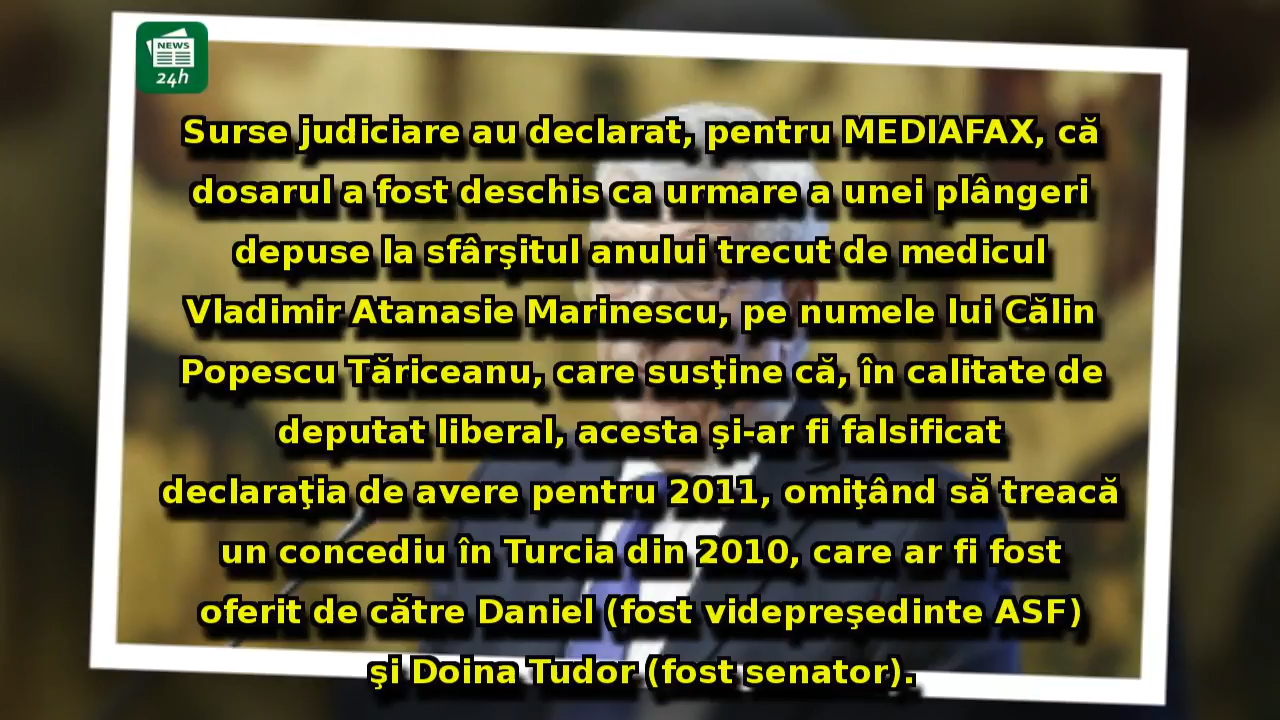 NEWS
24h
Surse judiciare au declarat, pentru MEDIAFAX, că
dosarul a fost deschis ca urmare a unei plângeri
depuse la sfârşitul anului trecut de medicul
Vladimir Atanasie Marinescu, pe numele lui Călin
Popescu Tăriceanu, care susţine că, în calitate de
deputat liberal, acesta şi-ar fi falsificat
declaraţia de avere pentru 2011, omiţând să treacă
un concediu în Turcia din 2010, care ar fi fost
oferit de către Daniel (fost videpreşedinte ASF)
şi Doina Tudor (fost senator).